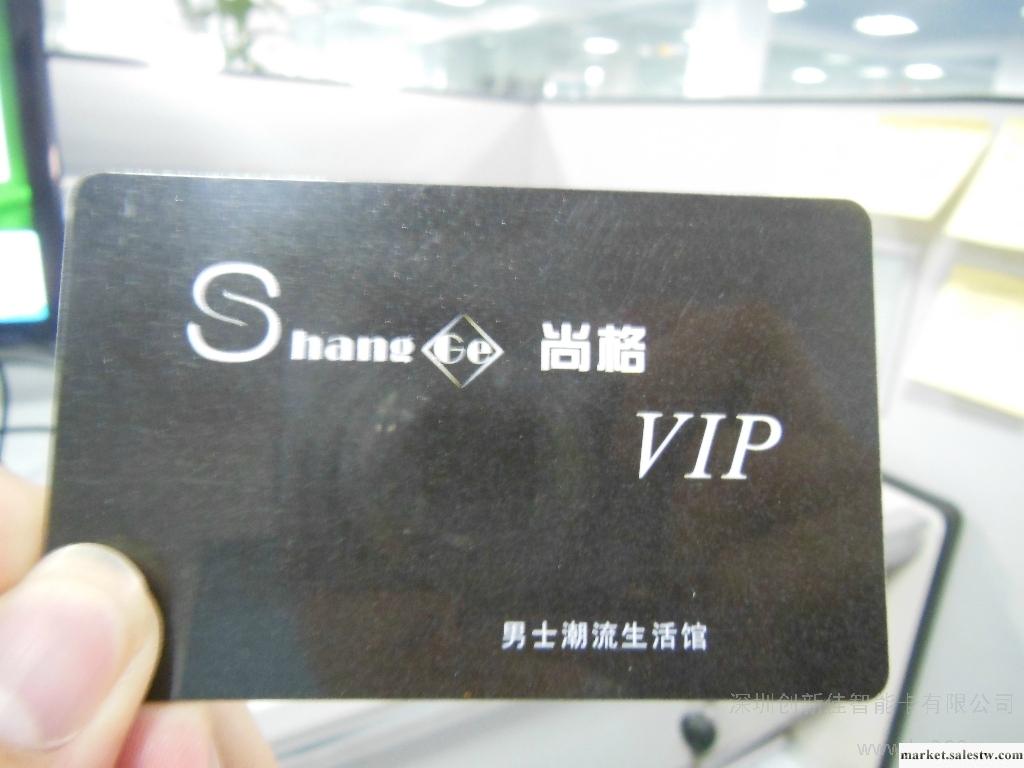 Shang Ge 尚格
VIP
男士潮流生活馆
深圳创新佳智能卡有限公司
market.salestw.com